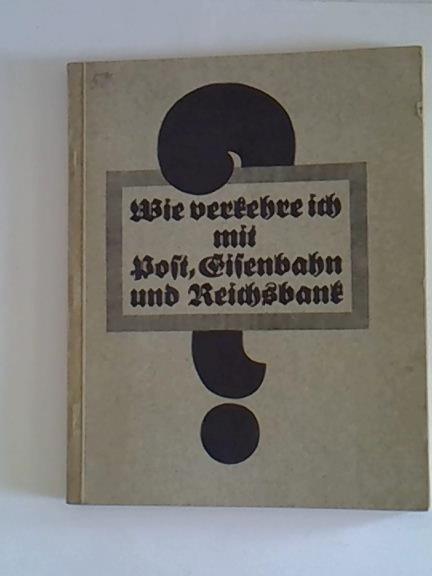 Wie verkehre ich
mit
Post, Eisenbahn
und Reichsbank
?